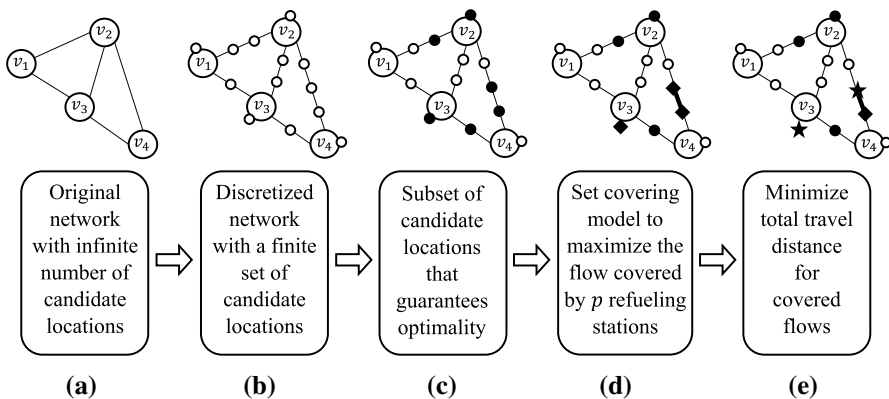 v₁
v₂
v₃
v₄
v₁
v₂
v₃
v₄
v₁
v₂
v₃
v₄
v₁
v₂
v₃
v₄
v₁
v₂
v₃
v₄
Original
network
with infinite
number of
candidate
locations
Discretized
network
with a finite
set of
candidate
locations
Subset of
candidate
locations
that
guarantees
optimality
Set covering
model to
maximize the
flow covered
by p refueling
stations
Minimize
total travel
distance
for
covered
flows
(a)
(b)
(c)
(d)
(e)